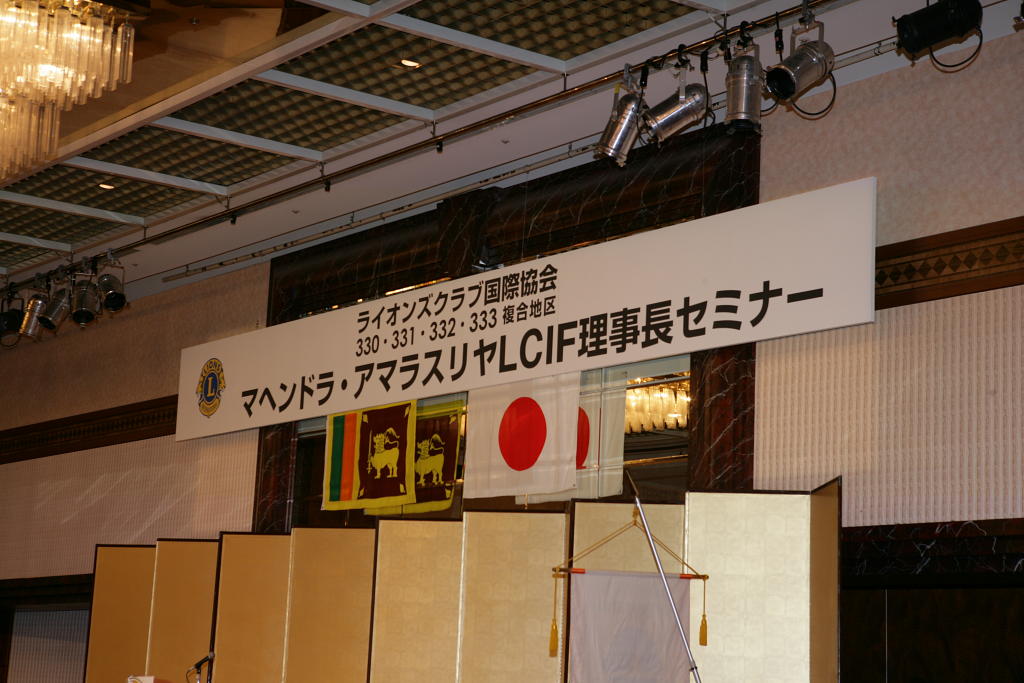 ライオンズクラブ国際協会
330・331・332・333 複合地区
マヘンドラ・アマラスリヤLCIF理事長セミナー
LIONS
L